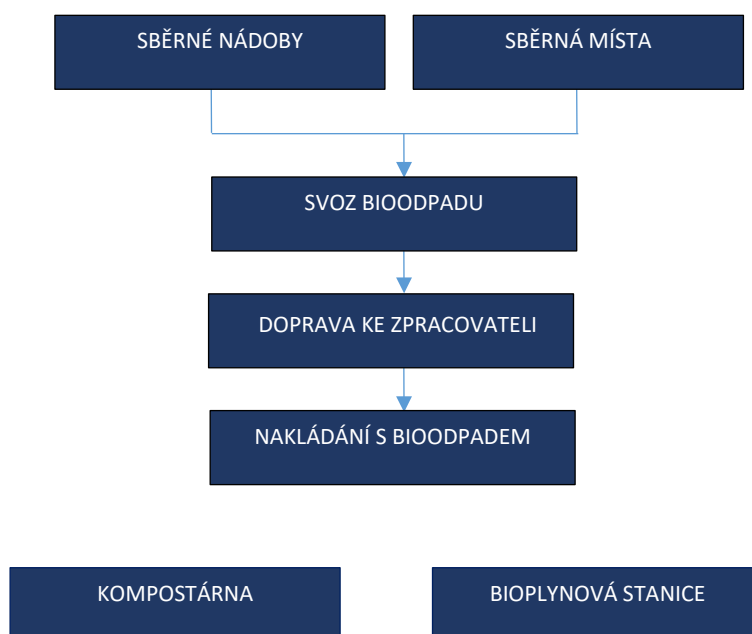 SBĚRNÉ NÁDOBY
SBĚRNÁ MÍSTA
SVOZ BIOODPADU
DOPRAVA KE ZPRACOVATELI
NAKLÁDÁNÍ S BIOODPADEM
KOMPOSTÁRNA
BIOPLYNOVÁ STANICE